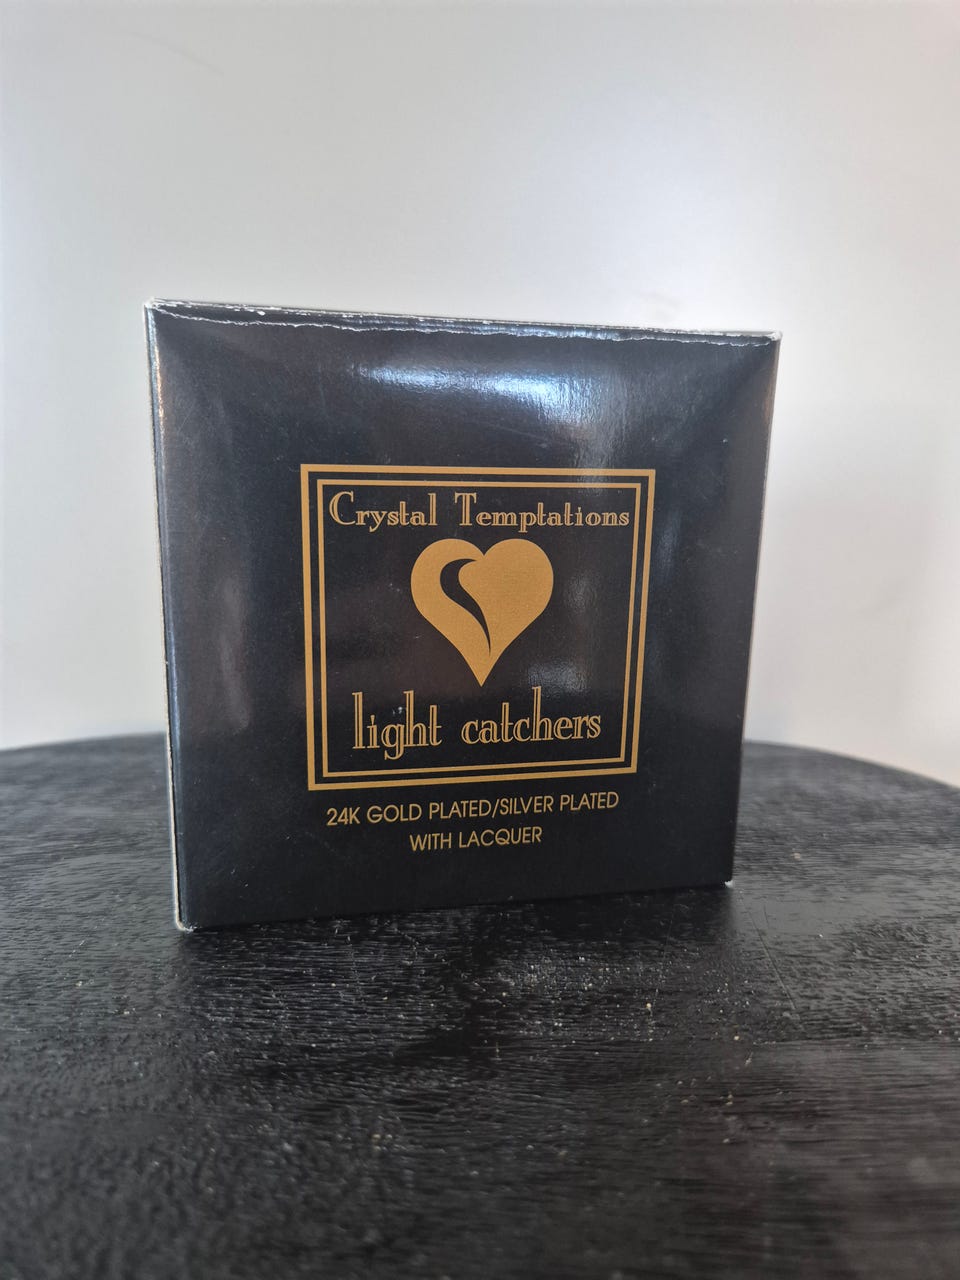 Crystal Temptations
light catchers
24K GOLD PLATED/SILVER PLATED
WITH LACQUER